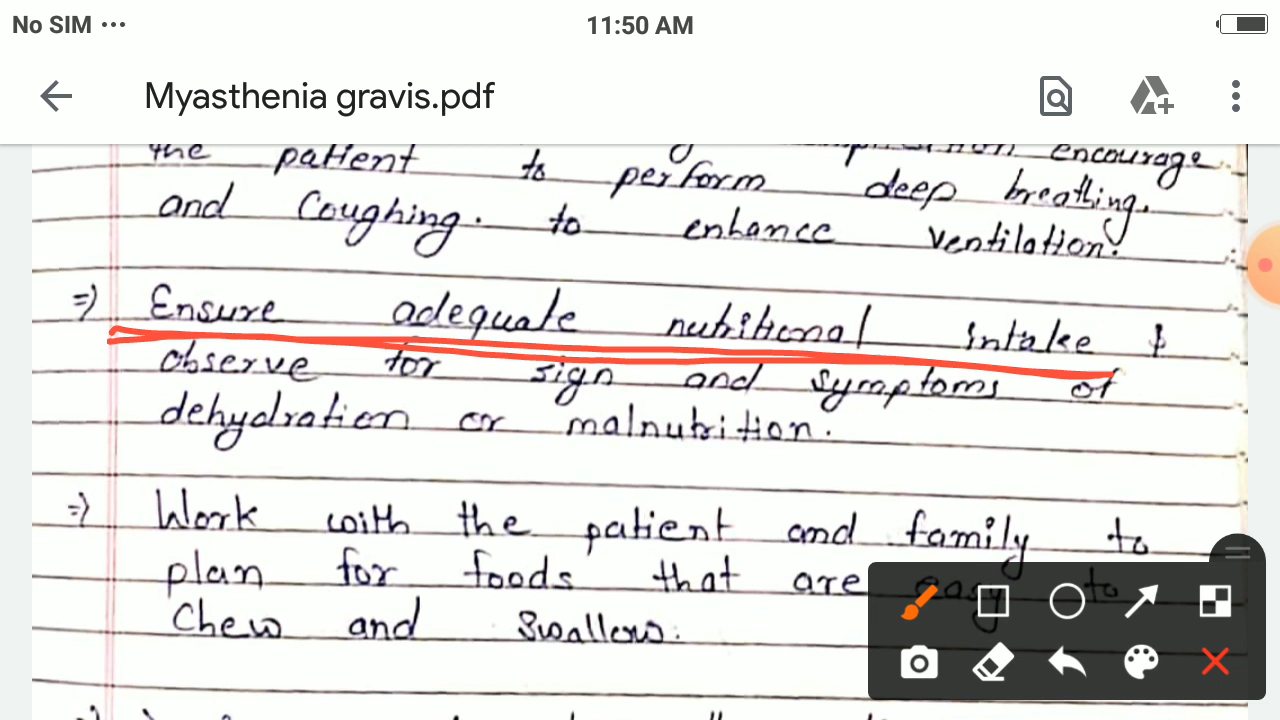 No SIM ···
11:50 AM
Myasthenia gravis.pdf
the patient to perform deep breathing.
encourage
and Coughing. to enhance ventilation.
=) Ensure adequate nutritional intake &
observe for sign and symptoms of
dehydration or malnutrition.
=) Work with the patient and family to
plan for foods that are easy to
Chew and Swallow.